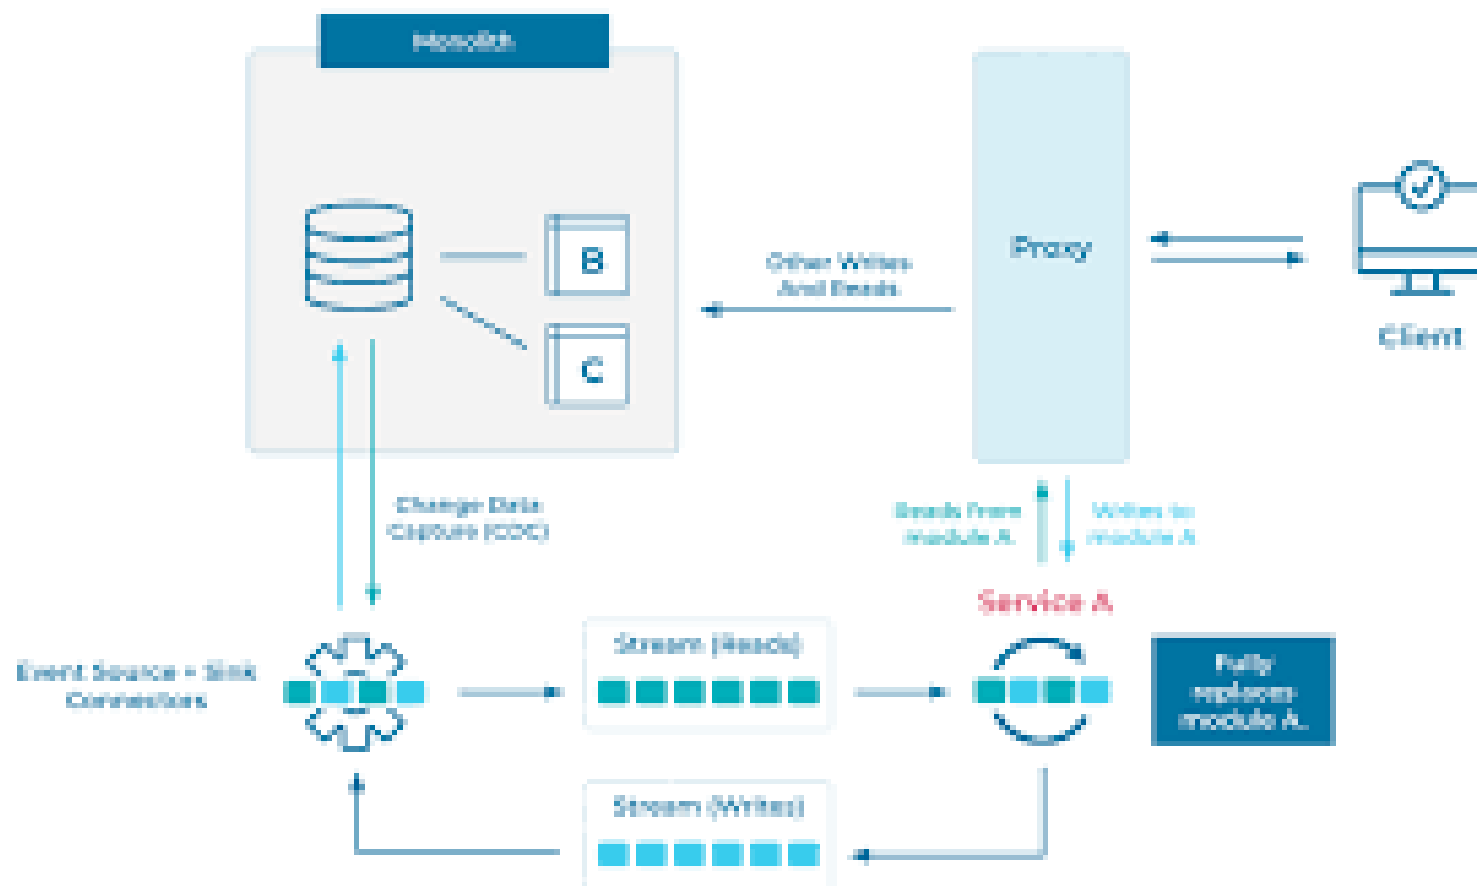 Monolith
B
C
Other Writes
And Reads
Proxy
Client
Change Data
Capture (CDC)
Reads from
module A
Writes to
module A
Service A
Event Source + Sink
Connectors
Stream (Reads)
Fully
replaces
module A.
Stream (Writes)